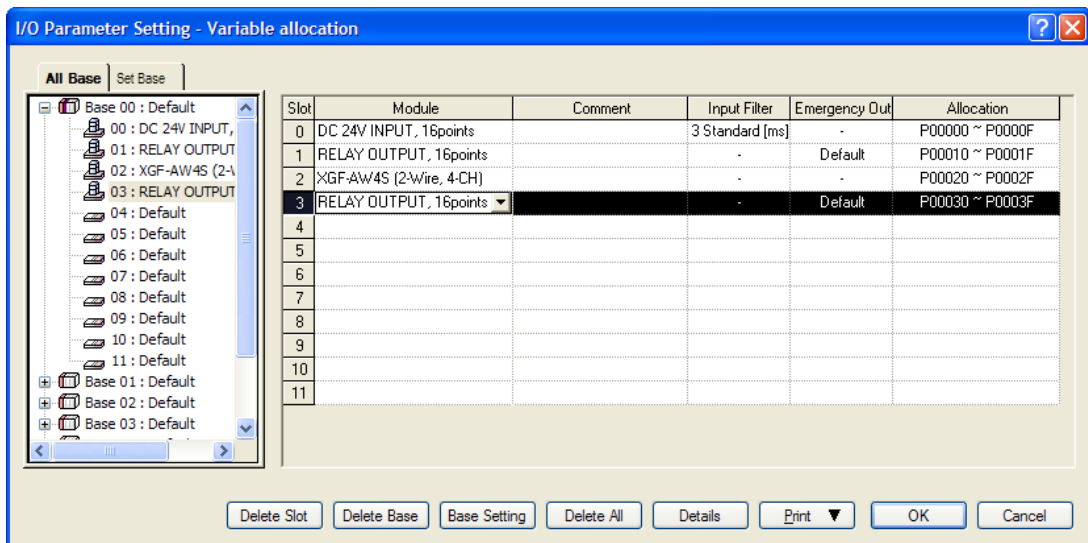 I/O Parameter Setting - Variable allocation
All Base Set Base
Base 00 : Default
00 : DC 24V INPUT,
01 : RELAY OUTPUT
02 : XGF-AW4S (2-\
03 : RELAY OUTPUT
04 : Default
05 : Default
06 : Default
07 : Default
08 : Default
09 : Default
10 : Default
11 : Default
Base 01 : Default
Base 02 : Default
Base 03 : Default
Slot Module Comment Input Filter Emergency Out Allocation
0 DC 24V INPUT, 16points 3 Standard [ms] - P00000 ~ P0000F
1 RELAY OUTPUT, 16points - Default P00010 ~ P0001F
2 XGF-AW4S (2-Wire, 4-CH) - - P00020 ~ P0002F
3 RELAY OUTPUT, 16points - Default P00030 ~ P0003F
4
5
6
7
8
9
10
11
Delete Slot Delete Base Base Setting Delete All Details Print ▼ OK Cancel